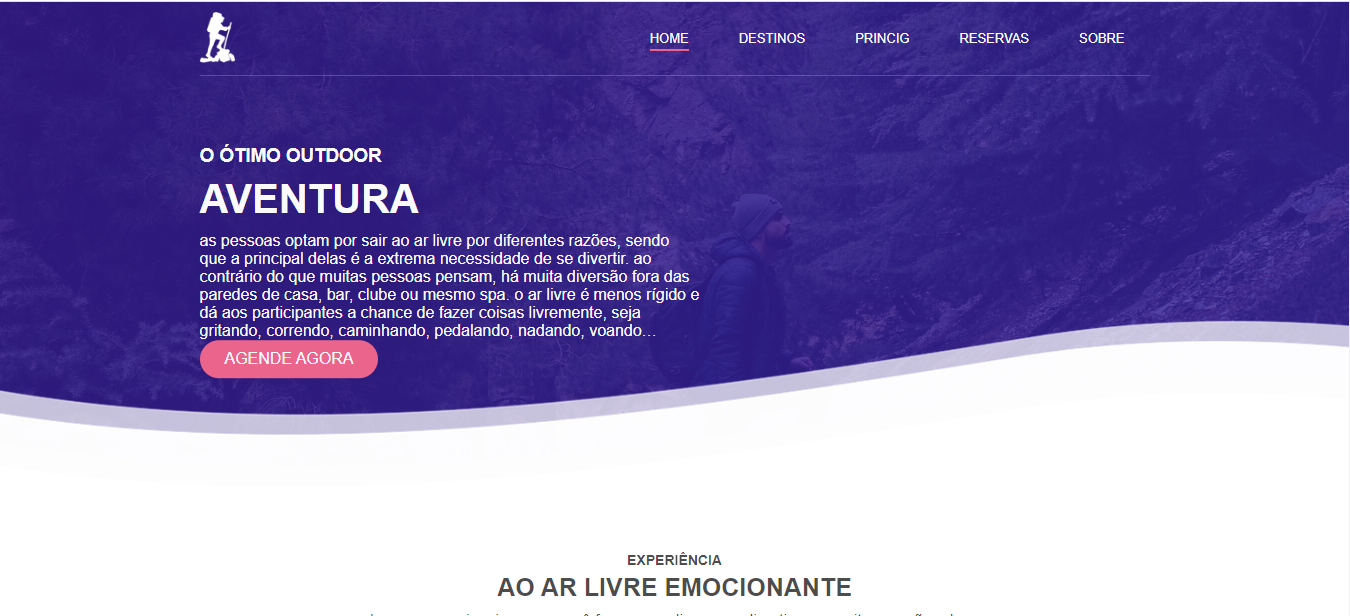 HOME DESTINOS PRINCIG RESERVAS SOBRE
O ÓTIMO OUTDOOR
AVENTURA
as pessoas optam por sair ao ar livre por diferentes razões, sendo
que a principal delas é a extrema necessidade de se divertir. ao
contrário do que muitas pessoas pensam, há muita diversão fora das
paredes de casa, bar, clube ou mesmo spa. o ar livre é menos rígido e
dá aos participantes a chance de fazer coisas livremente, seja
gritando, correndo, caminhando, pedalando, nadando, voando…
AGENDE AGORA
EXPERIÊNCIA
AO AR LIVRE EMOCIONANTE